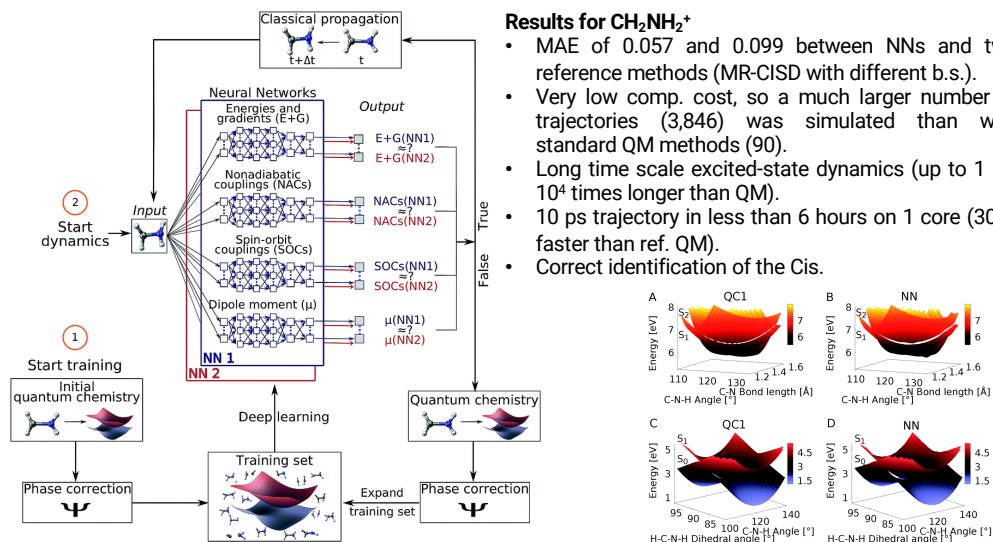 Classical propagation
t+Δt
t
Neural Networks
Energies and
gradients (E+G)
Output
E+G(NN1)
≈?
E+G(NN2)
Nonadiabatic
couplings (NACs)
NACs(NN1)
≈?
NACs(NN2)
Spin-orbit
couplings (SOCs)
SOCs(NN1)
≈?
SOCs(NN2)
Dipole moment (μ)
μ(NN1)
≈?
μ(NN2)
NN 1
NN 2
True
False
2
Start
dynamics
Input
1
Start training
Initial
quantum chemistry
Phase correction
Ψ
Deep learning
Training set
Expand
training set
Quantum chemistry
Phase correction
Ψ
Results for CH₂NH₂⁺
• MAE of 0.057 and 0.099 between NNs and
reference methods (MR-CISD with different b.s.).
• Very low comp. cost, so a much larger number
trajectories (3,846) was simulated than
standard QM methods (90).
• Long time scale excited-state dynamics (up to 1
10⁴ times longer than QM).
• 10 ps trajectory in less than 6 hours on 1 core
faster than ref. QM).
• Correct identification of the Cis.
A
QC1
8
7
6
Energy [eV]
S₂
S₁
110
120
130
C-N-H Angle [°]
1.2
1.4
1.6
C-N Bond length [Å]
7
6
B
NN
8
7
6
Energy [eV]
S₂
S₁
110
120
130
C-N-H Angle [°]
1.2
1.4
1.6
C-N Bond length [Å]
7
6
C
QC1
5
3
1
Energy [eV]
S₁
S₀
95
90
85
H-C-N-H Dihedral angle [°]
100
120
140
C-N-H Angle [°]
4.5
3
1.5
D
NN
5
3
1
Energy [eV]
S₁
S₀
95
90
85
H-C-N-H Dihedral angle [°]
100
120
140
C-N-H Angle [°]
4.5
3
1.5